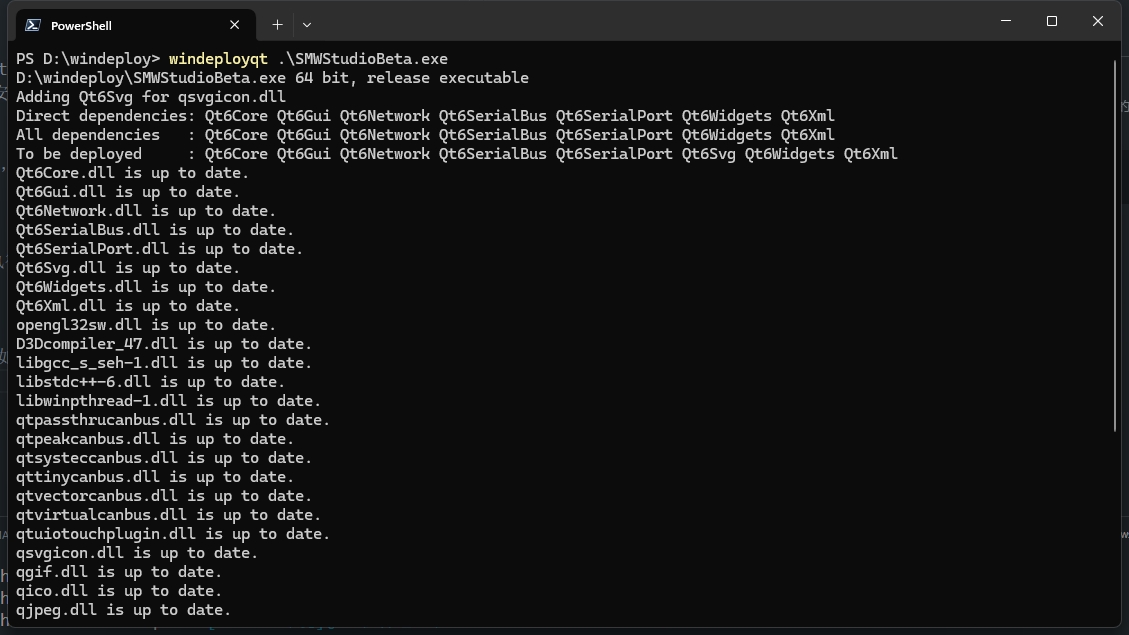 PowerShell
PS D:\windeploy> windeployqt .\SMWStudioBeta.exe
D:\windeploy\SMWStudioBeta.exe 64 bit, release executable
Adding Qt6Svg for qsvgicon.dll
Direct dependencies: Qt6Core Qt6Gui Qt6Network Qt6SerialBus Qt6SerialPort Qt6Widgets Qt6Xml
All dependencies   : Qt6Core Qt6Gui Qt6Network Qt6SerialBus Qt6SerialPort Qt6Widgets Qt6Xml
To be deployed     : Qt6Core Qt6Gui Qt6Network Qt6SerialBus Qt6SerialPort Qt6Svg Qt6Widgets Qt6Xml
Qt6Core.dll is up to date.
Qt6Gui.dll is up to date.
Qt6Network.dll is up to date.
Qt6SerialBus.dll is up to date.
Qt6SerialPort.dll is up to date.
Qt6Svg.dll is up to date.
Qt6Widgets.dll is up to date.
Qt6Xml.dll is up to date.
opengl32sw.dll is up to date.
D3Dcompiler_47.dll is up to date.
libgcc_s_seh-1.dll is up to date.
libstdc++-6.dll is up to date.
libwinpthread-1.dll is up to date.
qtpassthrucanbus.dll is up to date.
qtpeakcanbus.dll is up to date.
qtsysteccanbus.dll is up to date.
qttinycanbus.dll is up to date.
qtvectorcanbus.dll is up to date.
qtvirtualcanbus.dll is up to date.
qtuiotouchplugin.dll is up to date.
qsvgicon.dll is up to date.
qgif.dll is up to date.
qico.dll is up to date.
qjpeg.dll is up to date.